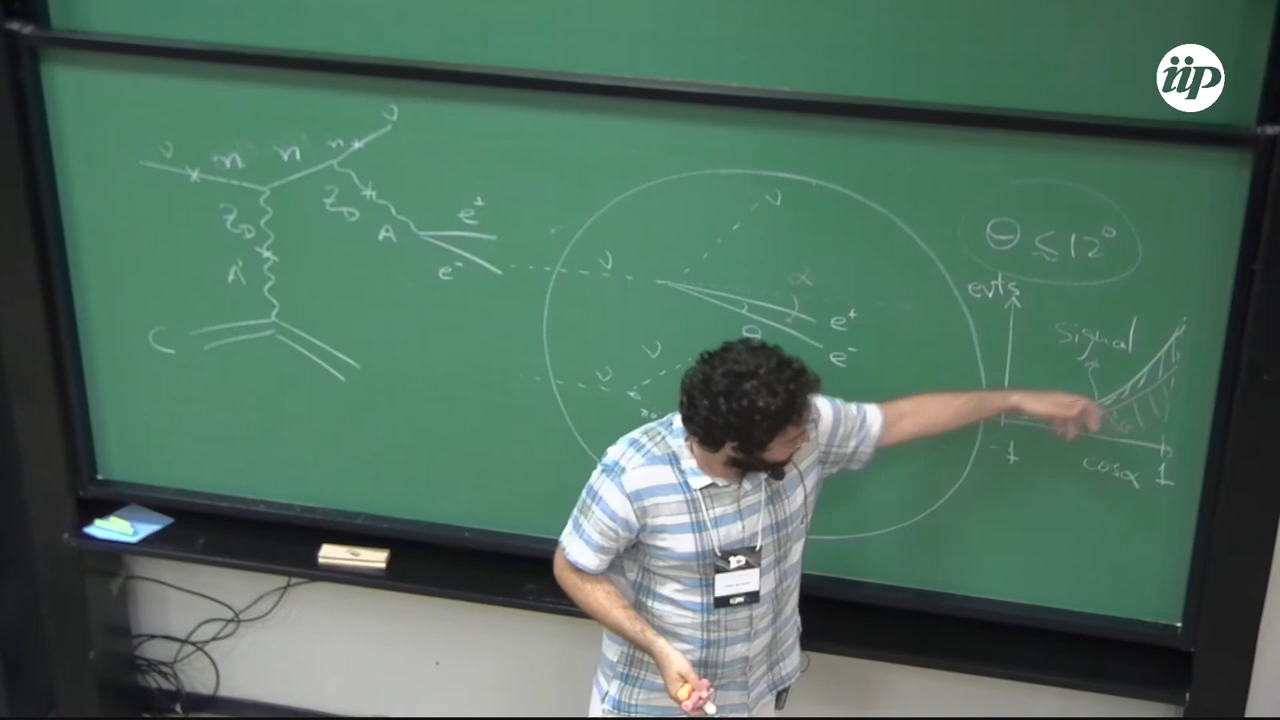 iip
ν
ν n n n
Z_D
Z_D
A
A
e⁺
e⁻
C
ν
ν
α
e⁺
θ
e⁻
ν
ν
Θ ≲ 12°
evts
signal
-1
cosα 1